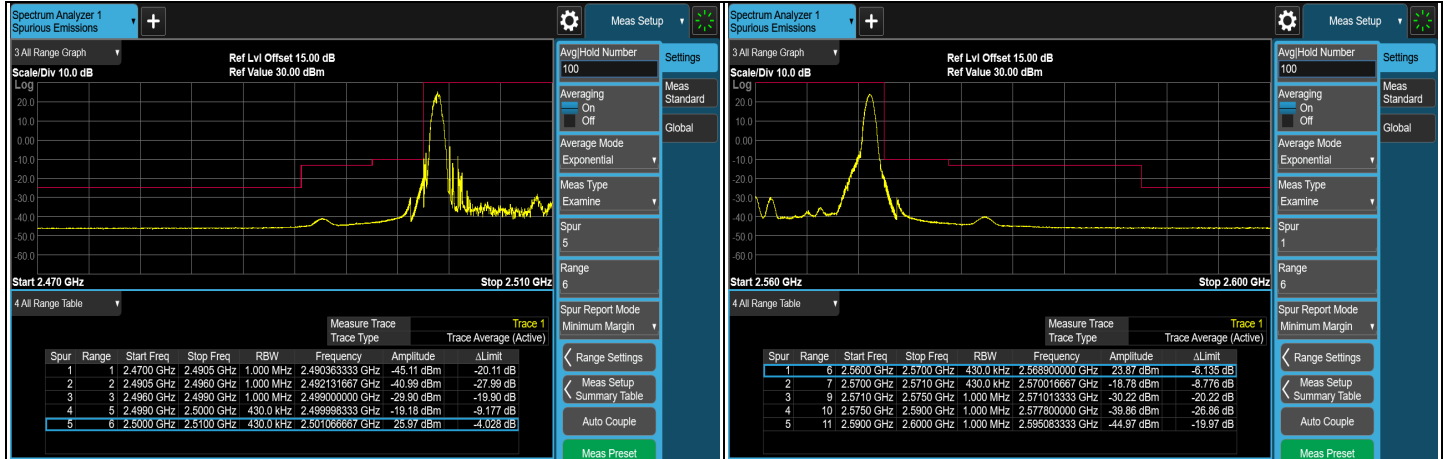 Spectrum Analyzer 1
Spurious Emissions
+
Meas Setup
3 All Range Graph
Scale/Div 10.0 dB
Ref Lvl Offset 15.00 dB
Ref Value 30.00 dBm
Log
20.0
10.00
0.00
-10.0
-20.0
-30.0
-40.0
-50.0
-60.0
Start 2.470 GHz
Stop 2.510 GHz
4 All Range Table
Measure Trace Trace 1
Trace Type Trace Average (Active)
Spur Range Start Freq Stop Freq RBW Frequency Amplitude ΔLimit
1 1 2.4700 GHz 2.4905 GHz 1.000 MHz 2.490363333 GHz -45.11 dBm -20.11 dB
2 2 2.4905 GHz 2.4960 GHz 1.000 MHz 2.492131667 GHz -40.99 dBm -27.99 dB
3 3 2.4960 GHz 2.4990 GHz 1.000 MHz 2.499000000 GHz -29.90 dBm -19.90 dB
4 5 2.4990 GHz 2.5000 GHz 430.0 kHz 2.499998333 GHz -19.18 dBm -9.177 dB
5 6 2.5000 GHz 2.5100 GHz 430.0 kHz 2.501066667 GHz 25.97 dBm -4.028 dB
Avg|Hold Number
100
Averaging
On
Off
Average Mode
Exponential
Meas Type
Examine
Spur
5
Range
6
Spur Report Mode
Minimum Margin
Range Settings
Meas Setup
Summary Table
Auto Couple
Meas Preset
Settings
Meas
Standard
Global
Spectrum Analyzer 1
Spurious Emissions
+
Meas Setup
3 All Range Graph
Scale/Div 10.0 dB
Ref Lvl Offset 15.00 dB
Ref Value 30.00 dBm
Log
20.0
10.00
0.00
-10.0
-20.0
-30.0
-40.0
-50.0
-60.0
Start 2.560 GHz
Stop 2.600 GHz
4 All Range Table
Measure Trace Trace 1
Trace Type Trace Average (Active)
Spur Range Start Freq Stop Freq RBW Frequency Amplitude ΔLimit
1 6 2.5600 GHz 2.5700 GHz 430.0 kHz 2.568900000 GHz 23.87 dBm -6.135 dB
2 7 2.5700 GHz 2.5710 GHz 430.0 kHz 2.570016667 GHz -18.78 dBm -8.776 dB
3 9 2.5710 GHz 2.5750 GHz 1.000 MHz 2.571013333 GHz -30.22 dBm -20.22 dB
4 10 2.5750 GHz 2.5900 GHz 1.000 MHz 2.577800000 GHz -39.86 dBm -26.86 dB
5 11 2.5900 GHz 2.6000 GHz 1.000 MHz 2.595083333 GHz -44.97 dBm -19.97 dB
Avg|Hold Number
100
Averaging
On
Off
Average Mode
Exponential
Meas Type
Examine
Spur
1
Range
6
Spur Report Mode
Minimum Margin
Range Settings
Meas Setup
Summary Table
Auto Couple
Meas Preset
Settings
Meas
Standard
Global